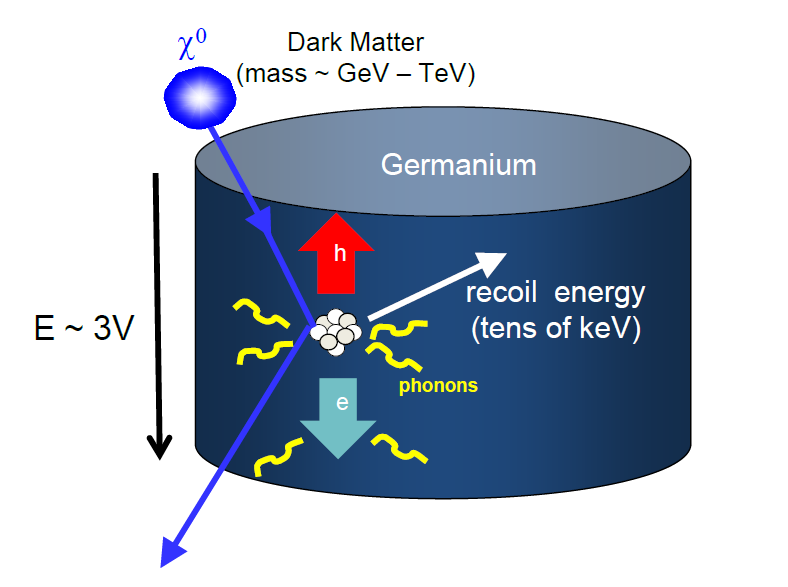 χ⁰
Dark Matter
(mass ~ GeV – TeV)
Germanium
h
E ~ 3V
recoil energy
(tens of keV)
phonons
e